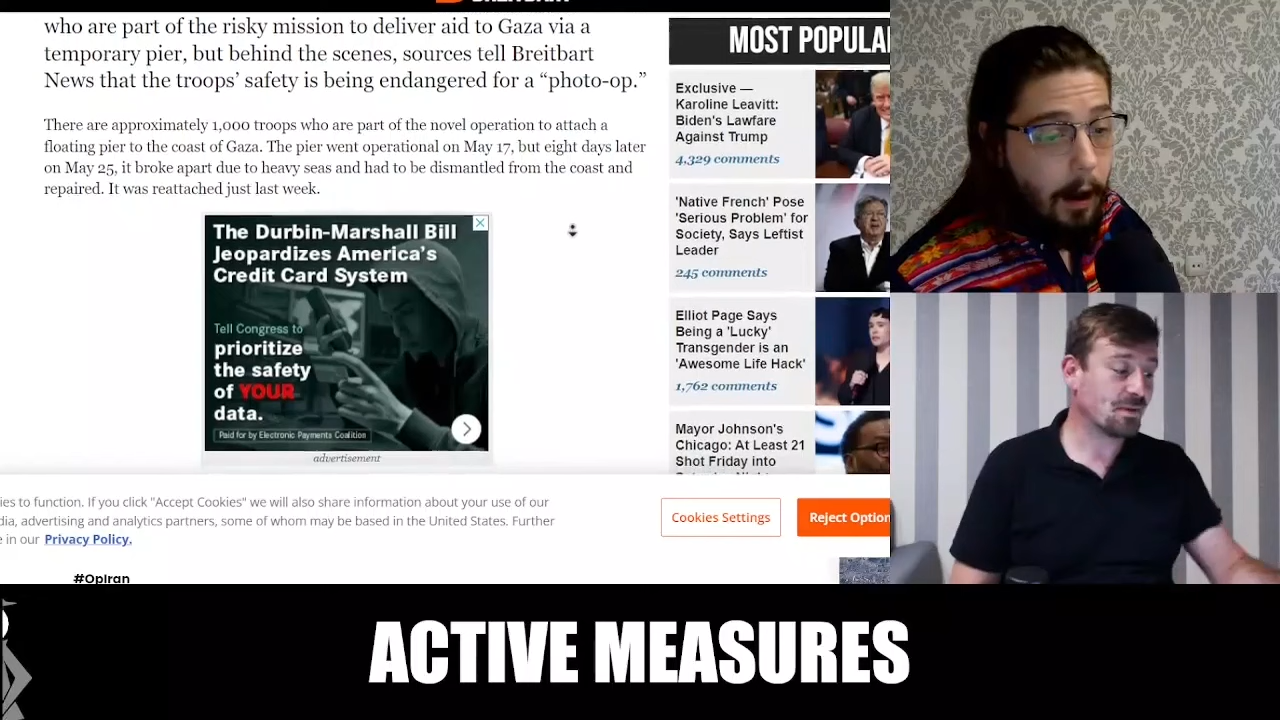 who are part of the risky mission to deliver aid to Gaza via a
temporary pier, but behind the scenes, sources tell Breitbart
News that the troops’ safety is being endangered for a “photo-op.”
There are approximately 1,000 troops who are part of the novel operation to attach a
floating pier to the coast of Gaza. The pier went operational on May 17, but eight days later
on May 25, it broke apart due to heavy seas and had to be dismantled from the coast and
repaired. It was reattached just last week.
The Durbin-Marshall Bill
Jeopardizes America's
Credit Card System
Tell Congress to
prioritize
the safety
of YOUR
data.
Paid for by Electronic Payments Coalition
advertisement
MOST POPULA
Exclusive —
Karoline Leavitt:
Biden's Lawfare
Against Trump
4,329 comments
'Native French' Pose
'Serious Problem' for
Society, Says Leftist
Leader
245 comments
Elliot Page Says
Being a 'Lucky'
Transgender is an
'Awesome Life Hack'
1,762 comments
Mayor Johnson's
Chicago: At Least 21
Shot Friday into
ies to function. If you click "Accept Cookies" we will also share information about your use of our
dia, advertising and analytics partners, some of whom may be based in the United States. Further
e in our Privacy Policy.
Cookies Settings
Reject Option
#OpIran
ACTIVE MEASURES